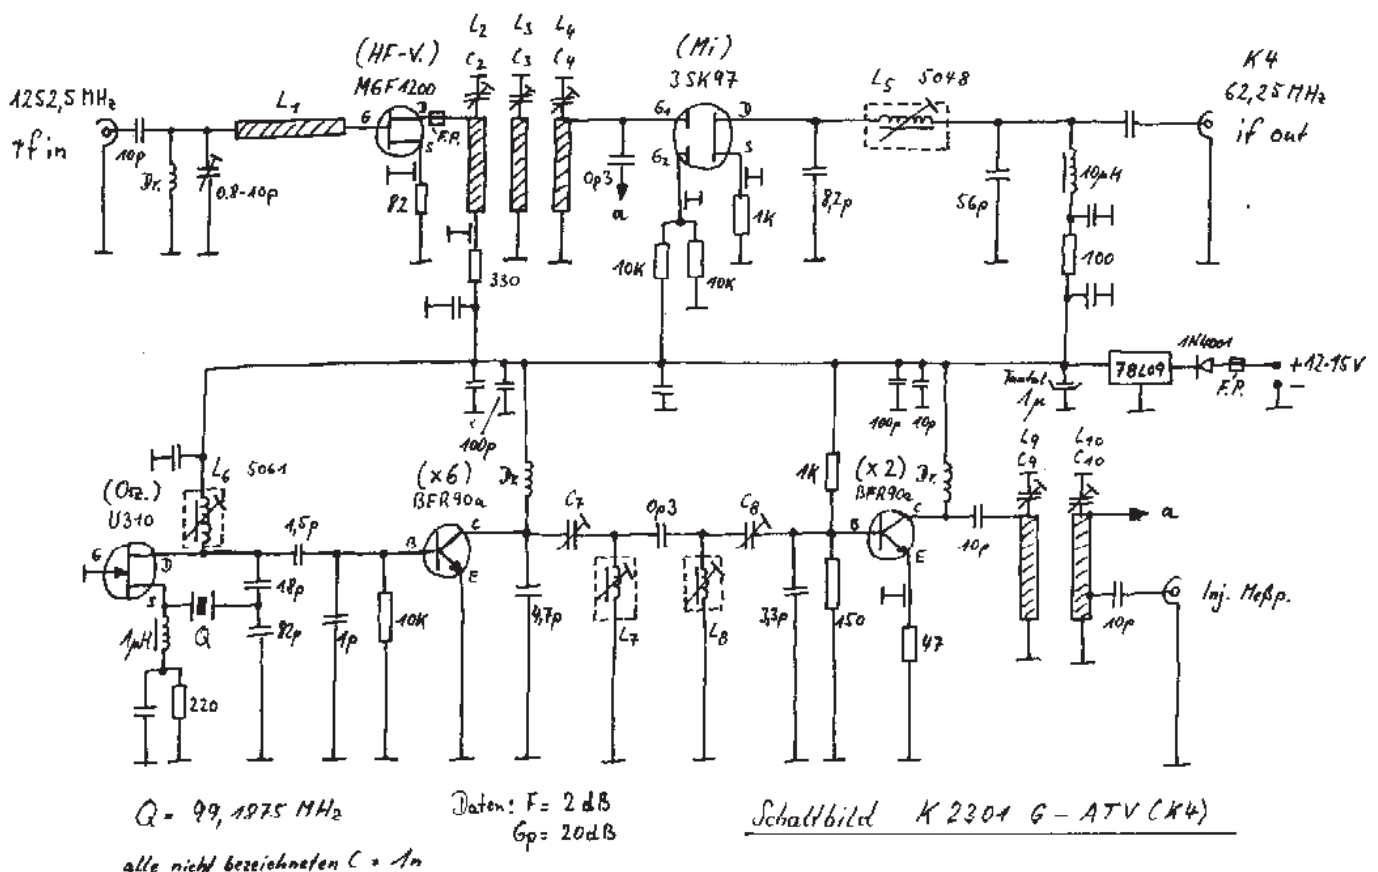 L2
L3
L4
(HF-V.)
C2
C3
C4
(Mi)
MGF1200
3SK97
L5 5048
K4
62,25 MHz
if out
1252,5 MHz
rf in
L1
G
D
S
F.P.
G1
G2
D
S
10p
Dr.
0.8-10p
82
330
0p3
a
10K
10K
1K
8,2p
56p
10µH
100
1N4001
78L09
F.P.
+12-15V
-
Tantal
1µ
100p
100p
10p
L9
C9
L10
C10
L6 5061
(Osz.)
U310
(x6)
BFR90a
Dr.
1K
(x2)
BFR90a
Dr.
G
D
S
1,5p
B
C
E
C7
0p3
C8
B
C
E
10p
a
18p
82p
1µH
Q
1p
10K
4,7p
L7
L8
3,3p
150
47
10p
Inj. Meßp.
220
Q = 99,1875 MHz
Daten: F = 2dB
Gp = 20dB
Schaltbild K2301 G - ATV (K4)
alle nicht bezeichneten C = 1n